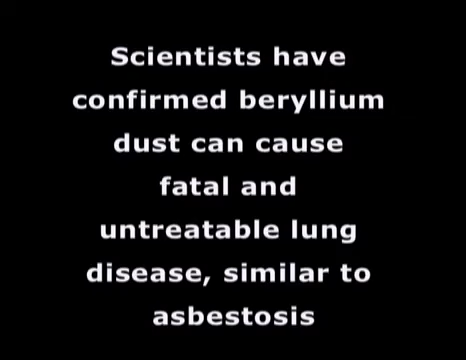 Scientists have
confirmed beryllium
dust can cause
fatal and
untreatable lung
disease, similar to
asbestosis